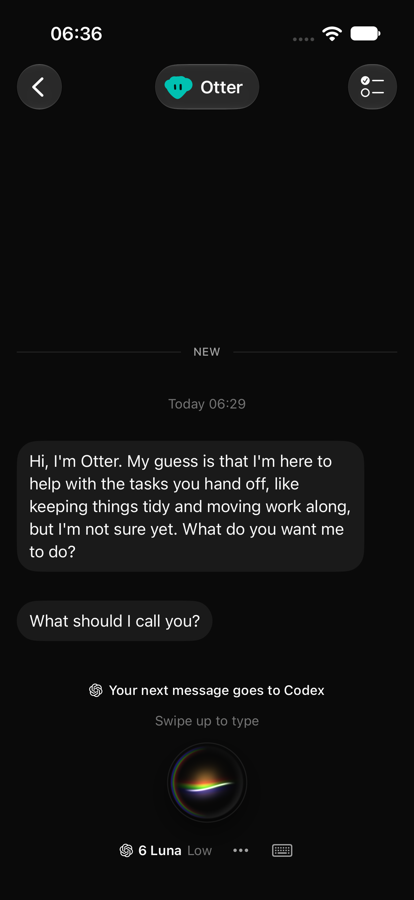 06:36
Otter
NEW
Today 06:29
Hi, I'm Otter. My guess is that I'm here to
help with the tasks you hand off, like
keeping things tidy and moving work along,
but I'm not sure yet. What do you want me
to do?
What should I call you?
Your next message goes to Codex
Swipe up to type
6 Luna Low